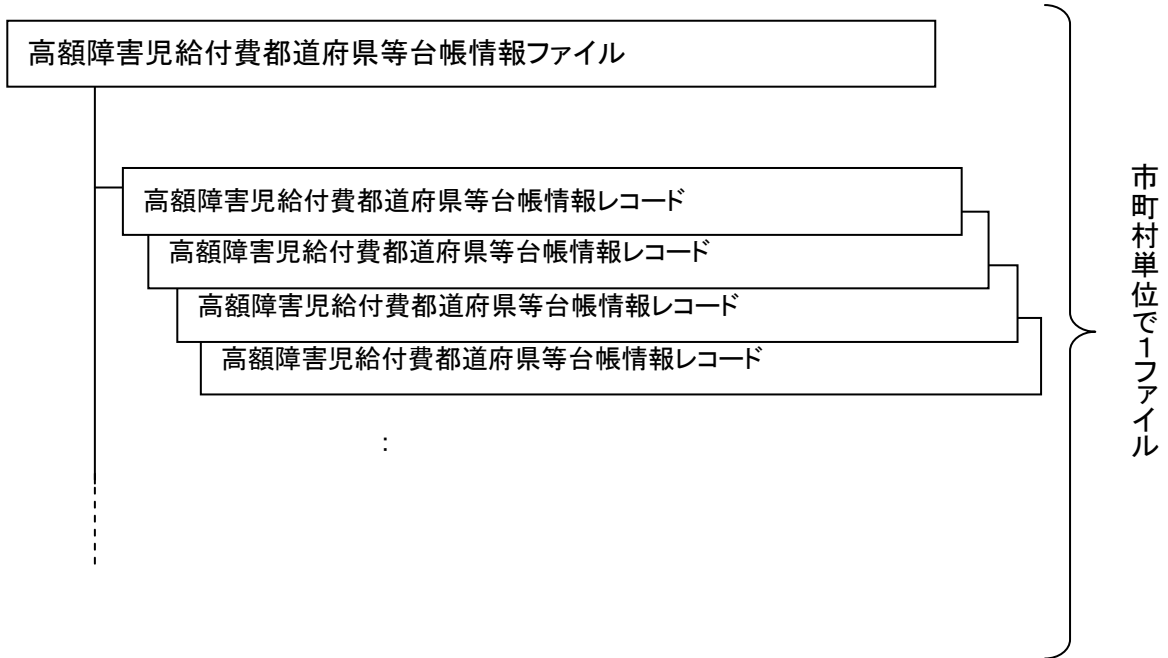 高額障害児給付費都道府県等台帳情報ファイル
高額障害児給付費都道府県等台帳情報レコード
高額障害児給付費都道府県等台帳情報レコード
高額障害児給付費都道府県等台帳情報レコード
高額障害児給付費都道府県等台帳情報レコード
:
市町村単位で1ファイル